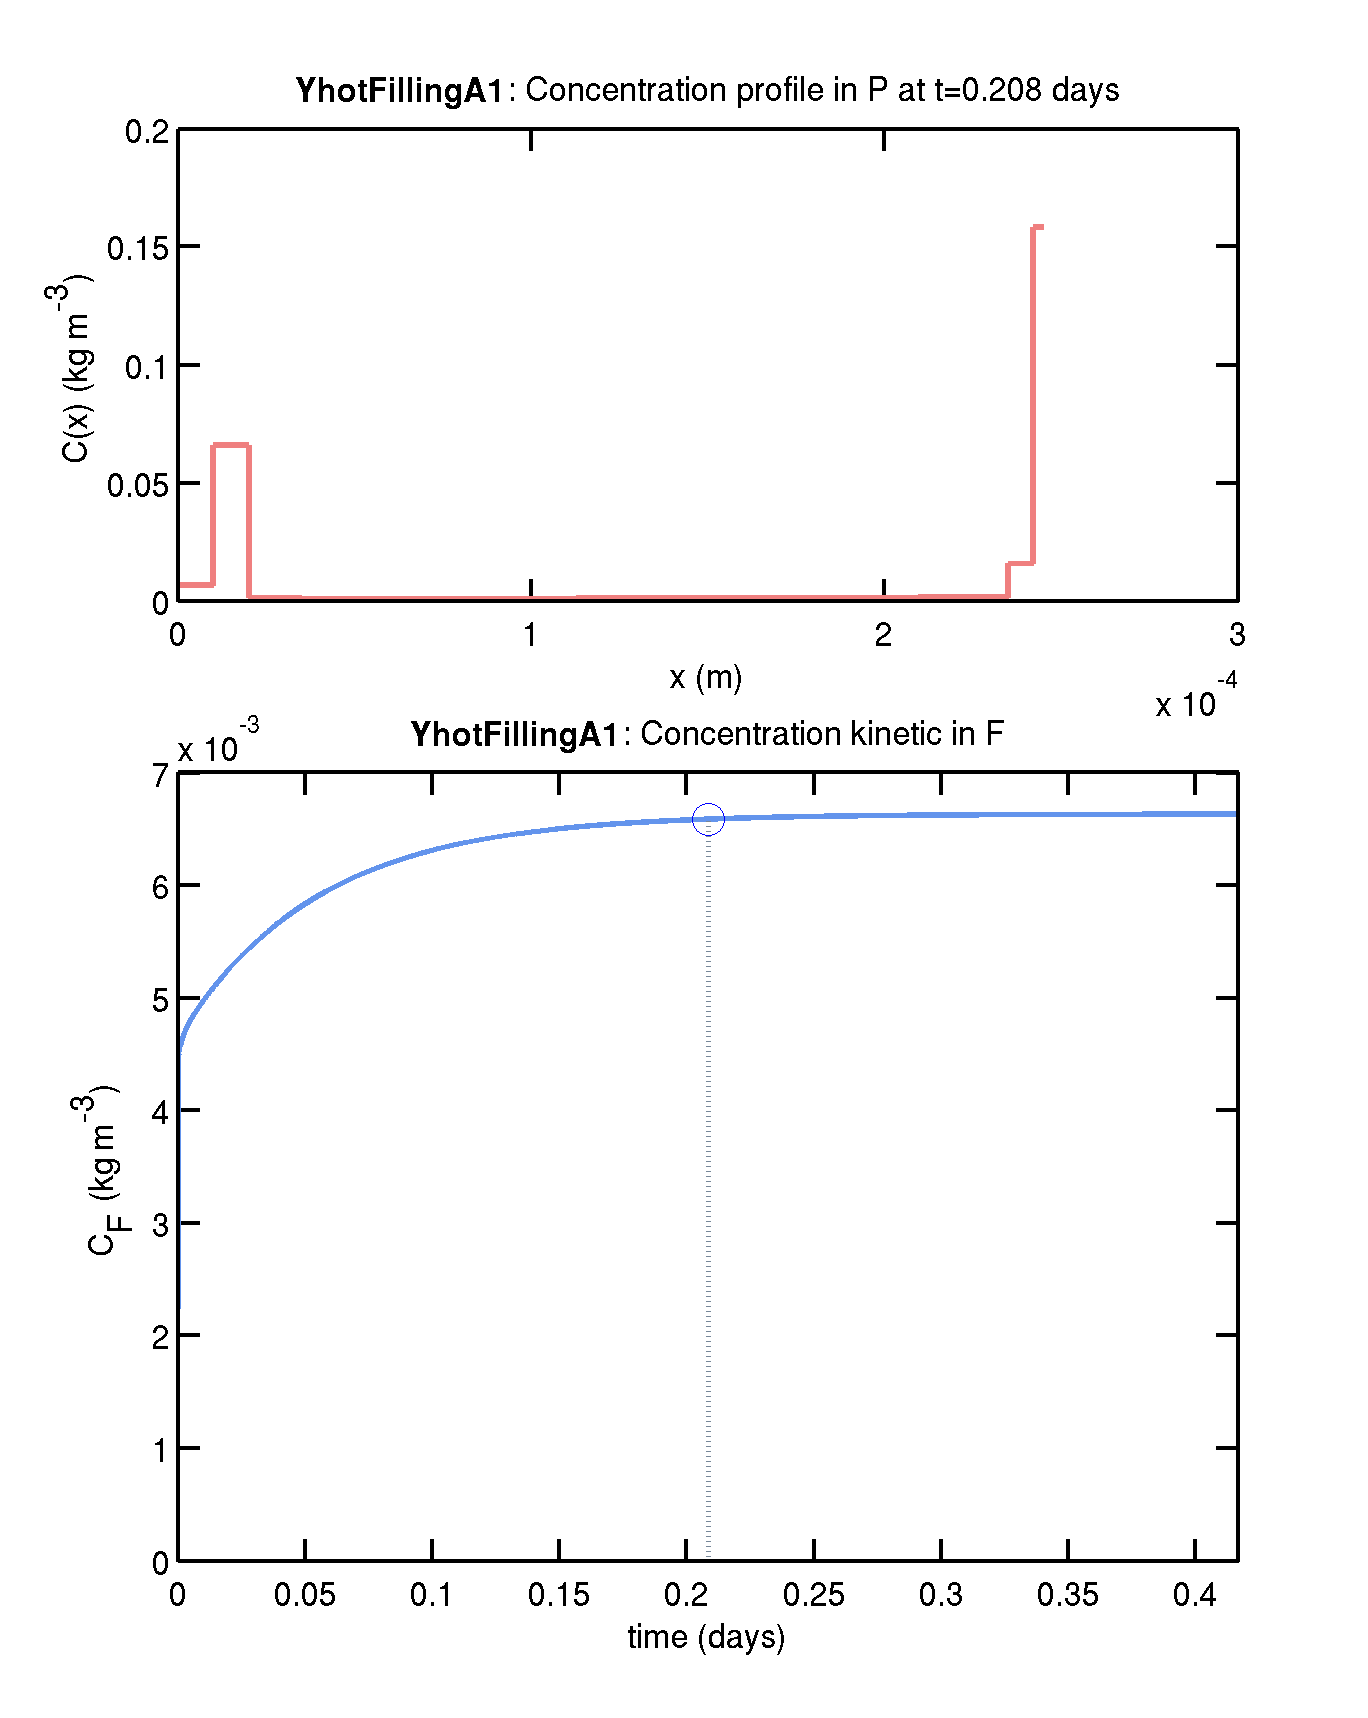 YhotFillingA1: Concentration profile in P at t=0.208 days
0.2
0.15
0.1
0.05
0
C(x) (kg m-3)
0 1 2 3
x (m)
x 10-4
YhotFillingA1: Concentration kinetic in F
x 10-3
7
6
5
4
3
2
1
0
CF (kg m-3)
0 0.05 0.1 0.15 0.2 0.25 0.3 0.35 0.4
time (days)